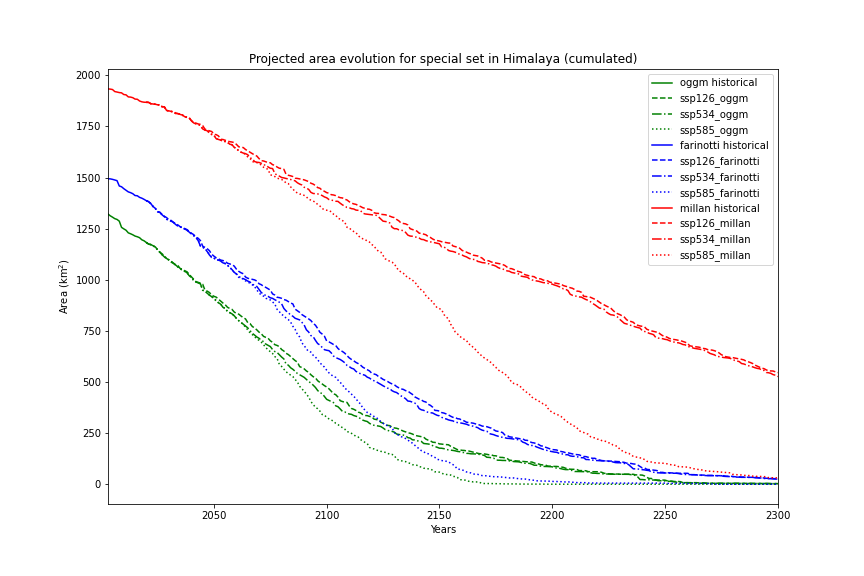 Projected area evolution for special set in Himalaya (cumulated)
2000
1750
1500
1250
1000
750
500
250
0
Area (km²)
2050
2100
2150
2200
2250
2300
Years
oggm historical
ssp126_oggm
ssp534_oggm
ssp585_oggm
farinotti historical
ssp126_farinotti
ssp534_farinotti
ssp585_farinotti
millan historical
ssp126_millan
ssp534_millan
ssp585_millan